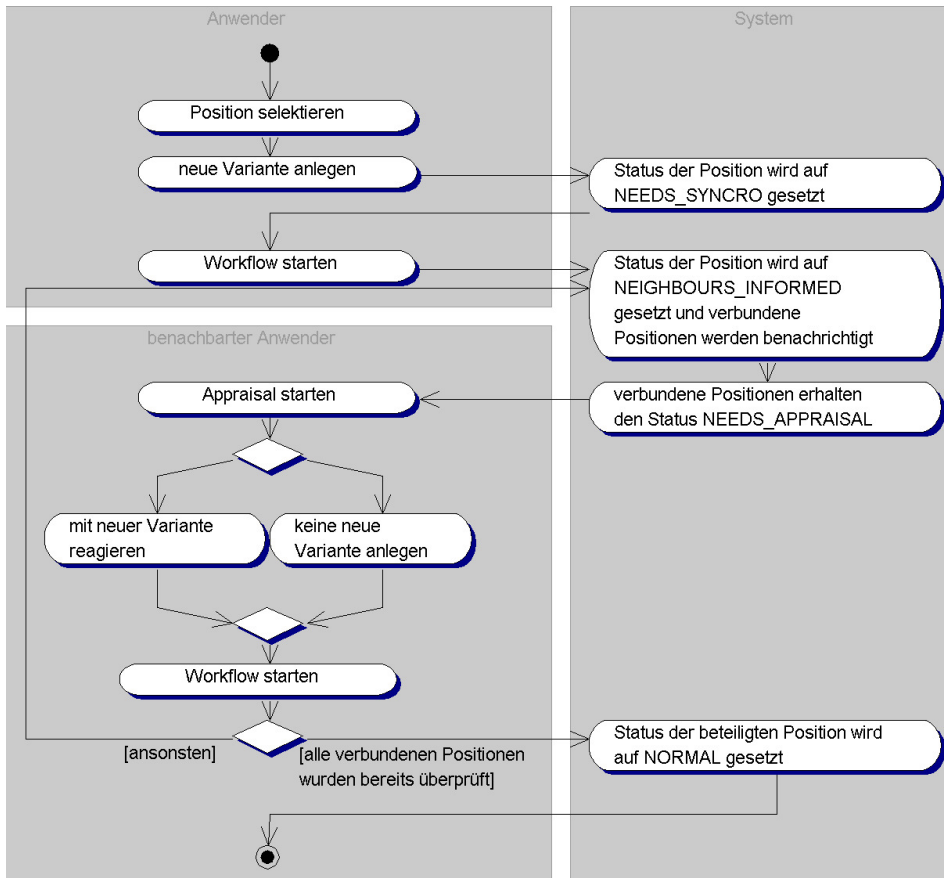 Anwender
System
Position selektieren
neue Variante anlegen
Status der Position wird auf
NEEDS_SYNCRO gesetzt
Workflow starten
Status der Position wird auf
NEIGHBOURS_INFORMED
gesetzt und verbundene
Positionen werden benachrichtigt
benachbarter Anwender
Appraisal starten
verbundene Positionen erhalten
den Status NEEDS_APPRAISAL
mit neuer Variante
reagieren
keine neue
Variante anlegen
Workflow starten
[ansonsten]
[alle verbundenen Positionen
wurden bereits überprüft]
Status der beteiligten Position wird
auf NORMAL gesetzt